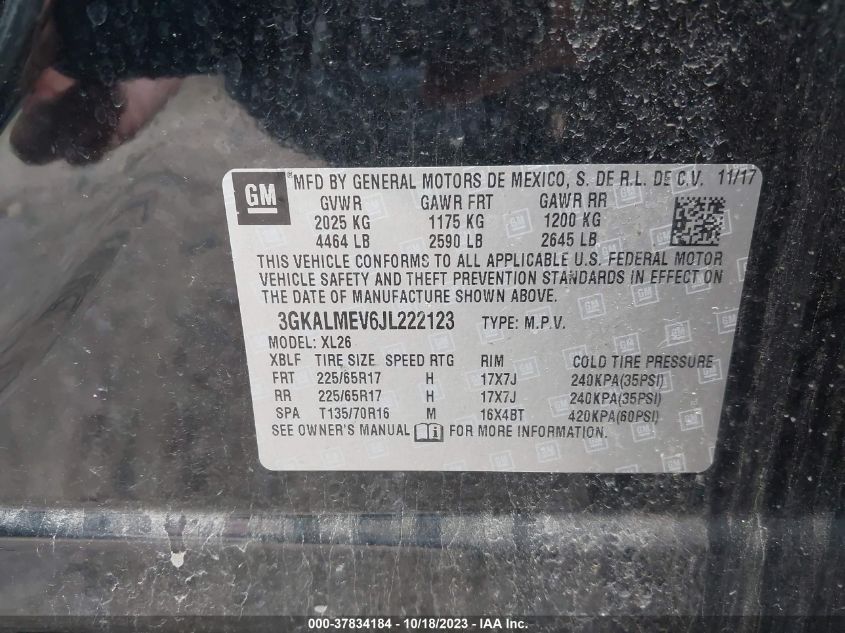 GM ® MFD BY GENERAL MOTORS DE MEXICO, S. DE R.L. DE C.V. 11/17
GVWR GAWR FRT GAWR RR
2025 KG 1175 KG 1200 KG
4464 LB 2590 LB 2645 LB
THIS VEHICLE CONFORMS TO ALL APPLICABLE U.S. FEDERAL MOTOR
VEHICLE SAFETY AND THEFT PREVENTION STANDARDS IN EFFECT ON
THE DATE OF MANUFACTURE SHOWN ABOVE.
3GKALMEV6JL222123 TYPE: M.P.V.
MODEL: XL26
XBLF TIRE SIZE SPEED RTG RIM COLD TIRE PRESSURE
FRT 225/65R17 H 17X7J 240KPA(35PSI)
RR 225/65R17 H 17X7J 240KPA(35PSI)
SPA T135/70R16 M 16X4BT 420KPA(60PSI)
SEE OWNER'S MANUAL FOR MORE INFORMATION.
000-37834184 - 10/18/2023 - IAA Inc.